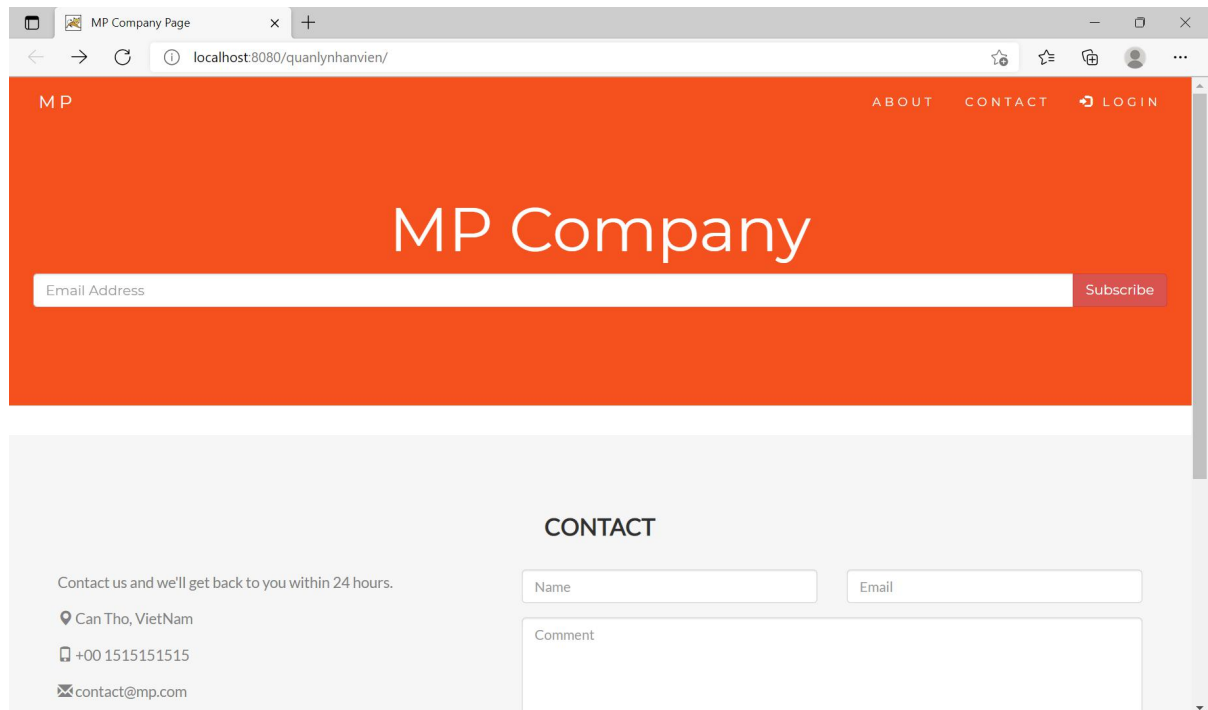 MP Company Page
localhost:8080/quanlynhanvien/
MP ABOUT CONTACT LOGIN
MP Company
Email Address Subscribe
CONTACT
Contact us and we'll get back to you within 24 hours.
Name Email
Can Tho, VietNam
Comment
+00 1515151515
contact@mp.com